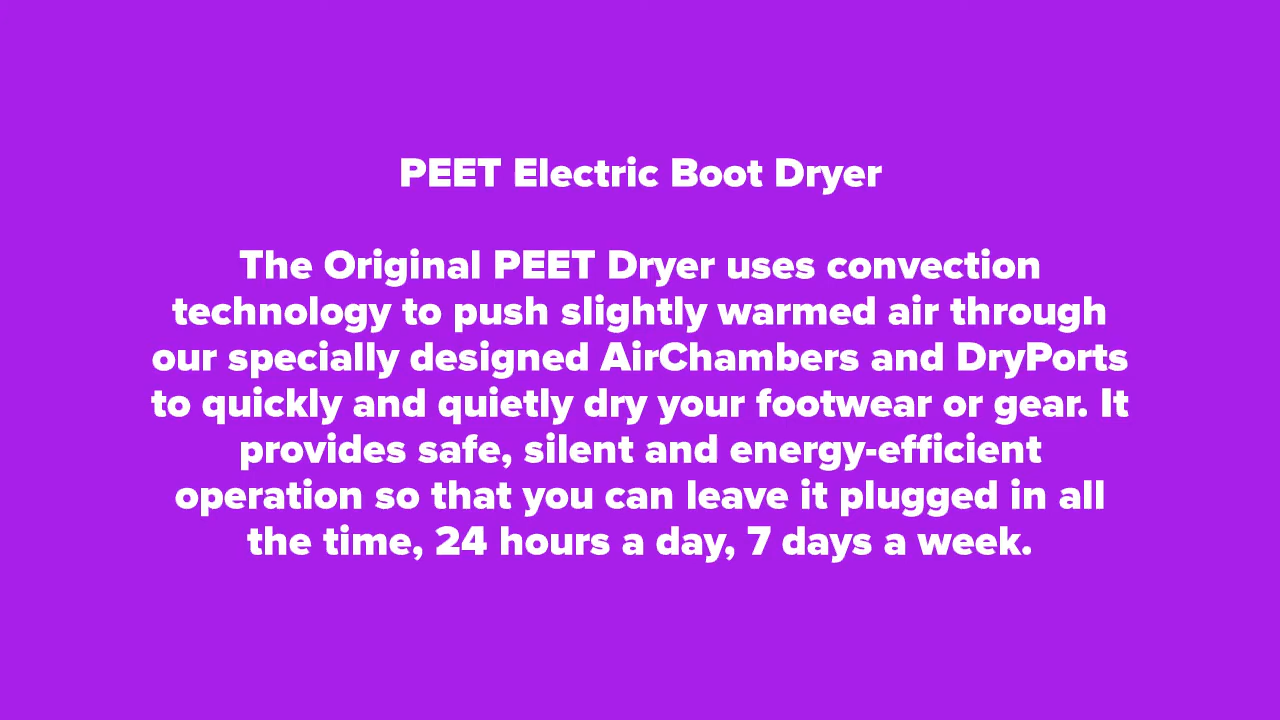 PEET Electric Boot Dryer
The Original PEET Dryer uses convection
technology to push slightly warmed air through
our specially designed AirChambers and DryPorts
to quickly and quietly dry your footwear or gear. It
provides safe, silent and energy-efficient
operation so that you can leave it plugged in all
the time, 24 hours a day, 7 days a week.